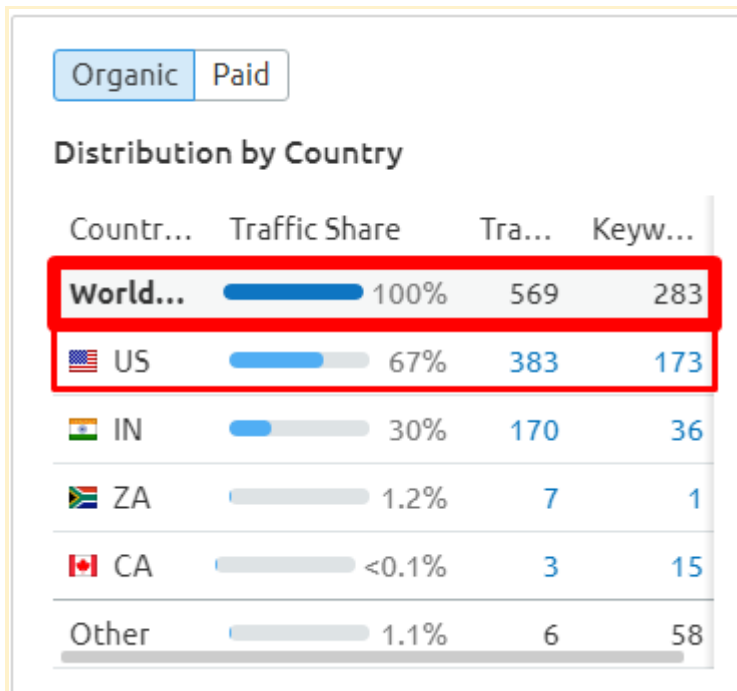 Organic Paid
Distribution by Country
Countr... Traffic Share Tra... Keyw...
World... 100% 569 283
US 67% 383 173
IN 30% 170 36
ZA 1.2% 7 1
CA <0.1% 3 15
Other 1.1% 6 58